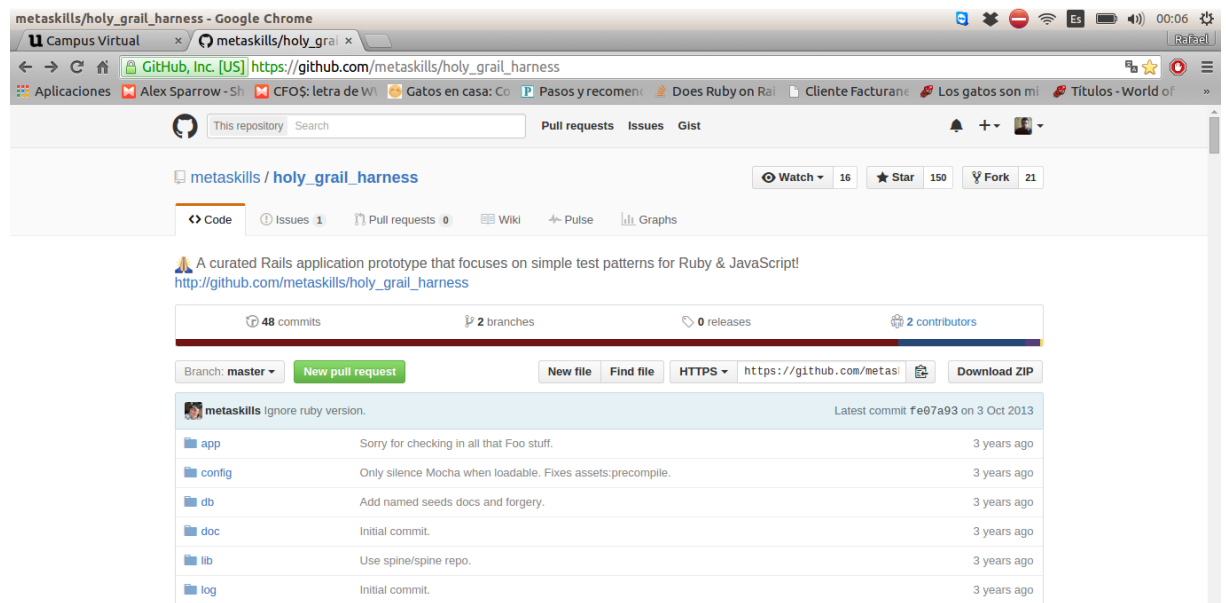 metaskills/holy_grail_harness - Google Chrome
Es
00:06
Campus Virtual × metaskills/holy_grai ×
Rafael
GitHub, Inc. [US] https://github.com/metaskills/holy_grail_harness
Aplicaciones Alex Sparrow - Sh CFO$: letra de W Gatos en casa: Co Pasos y recomen Does Ruby on Rai Cliente Facturan Los gatos son mi Títulos - World of »
This repository Search Pull requests Issues Gist
metaskills / holy_grail_harness Watch 16 Star 150 Fork 21
Code Issues 1 Pull requests 0 Wiki Pulse Graphs
A curated Rails application prototype that focuses on simple test patterns for Ruby & JavaScript!
http://github.com/metaskills/holy_grail_harness
48 commits 2 branches 0 releases 2 contributors
Branch: master New pull request New file Find file HTTPS https://github.com/metas Download ZIP
metaskills Ignore ruby version. Latest commit fe07a93 on 3 Oct 2013
app Sorry for checking in all that Foo stuff. 3 years ago
config Only silence Mocha when loadable. Fixes assets:precompile. 3 years ago
db Add named seeds docs and forgery. 3 years ago
doc Initial commit. 3 years ago
lib Use spine/spine repo. 3 years ago
log Initial commit. 3 years ago